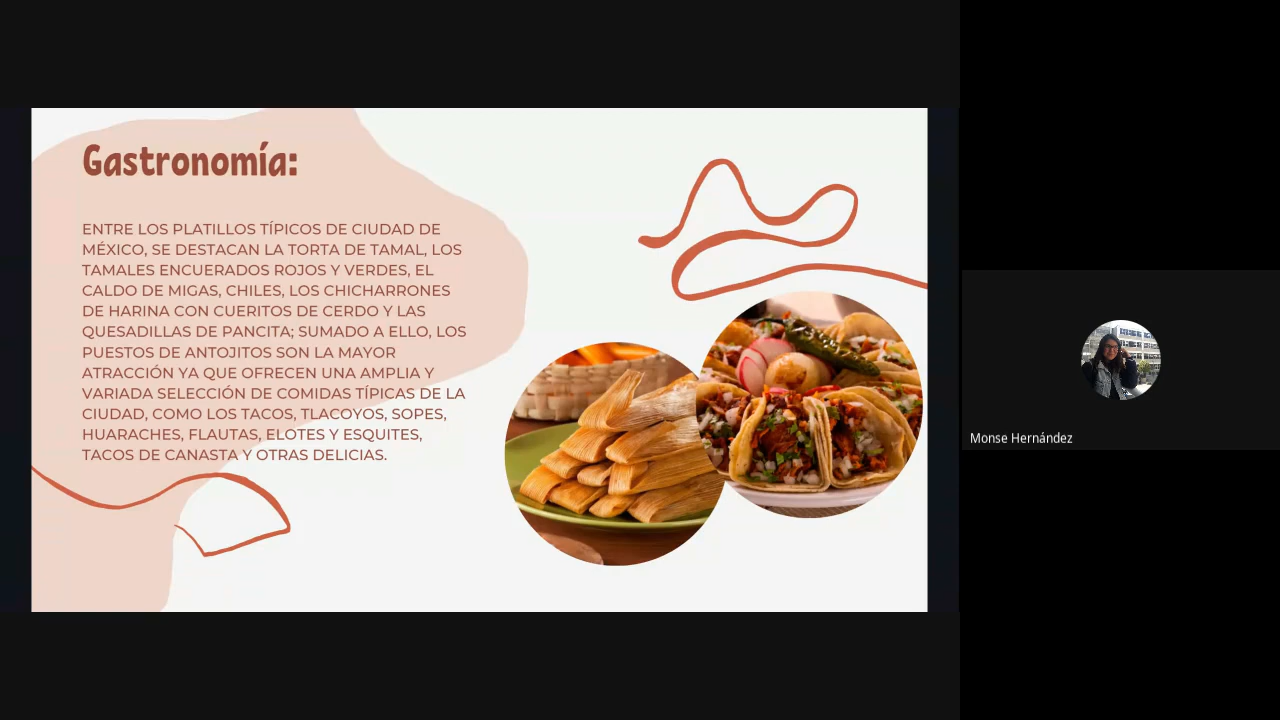 Gastronomía:
ENTRE LOS PLATILLOS TÍPICOS DE CIUDAD DE
MÉXICO, SE DESTACAN LA TORTA DE TAMAL, LOS
TAMALES ENCUERADOS ROJOS Y VERDES, EL
CALDO DE MIGAS, CHILES, LOS CHICHARRONES
DE HARINA CON CUERITOS DE CERDO Y LAS
QUESADILLAS DE PANCITA; SUMADO A ELLO, LOS
PUESTOS DE ANTOJITOS SON LA MAYOR
ATRACCIÓN YA QUE OFRECEN UNA AMPLIA Y
VARIADA SELECCIÓN DE COMIDAS TÍPICAS DE LA
CIUDAD, COMO LOS TACOS, TLACOYOS, SOPES,
HUARACHES, FLAUTAS, ELOTES Y ESQUITES,
TACOS DE CANASTA Y OTRAS DELICIAS.
Monse Hernández